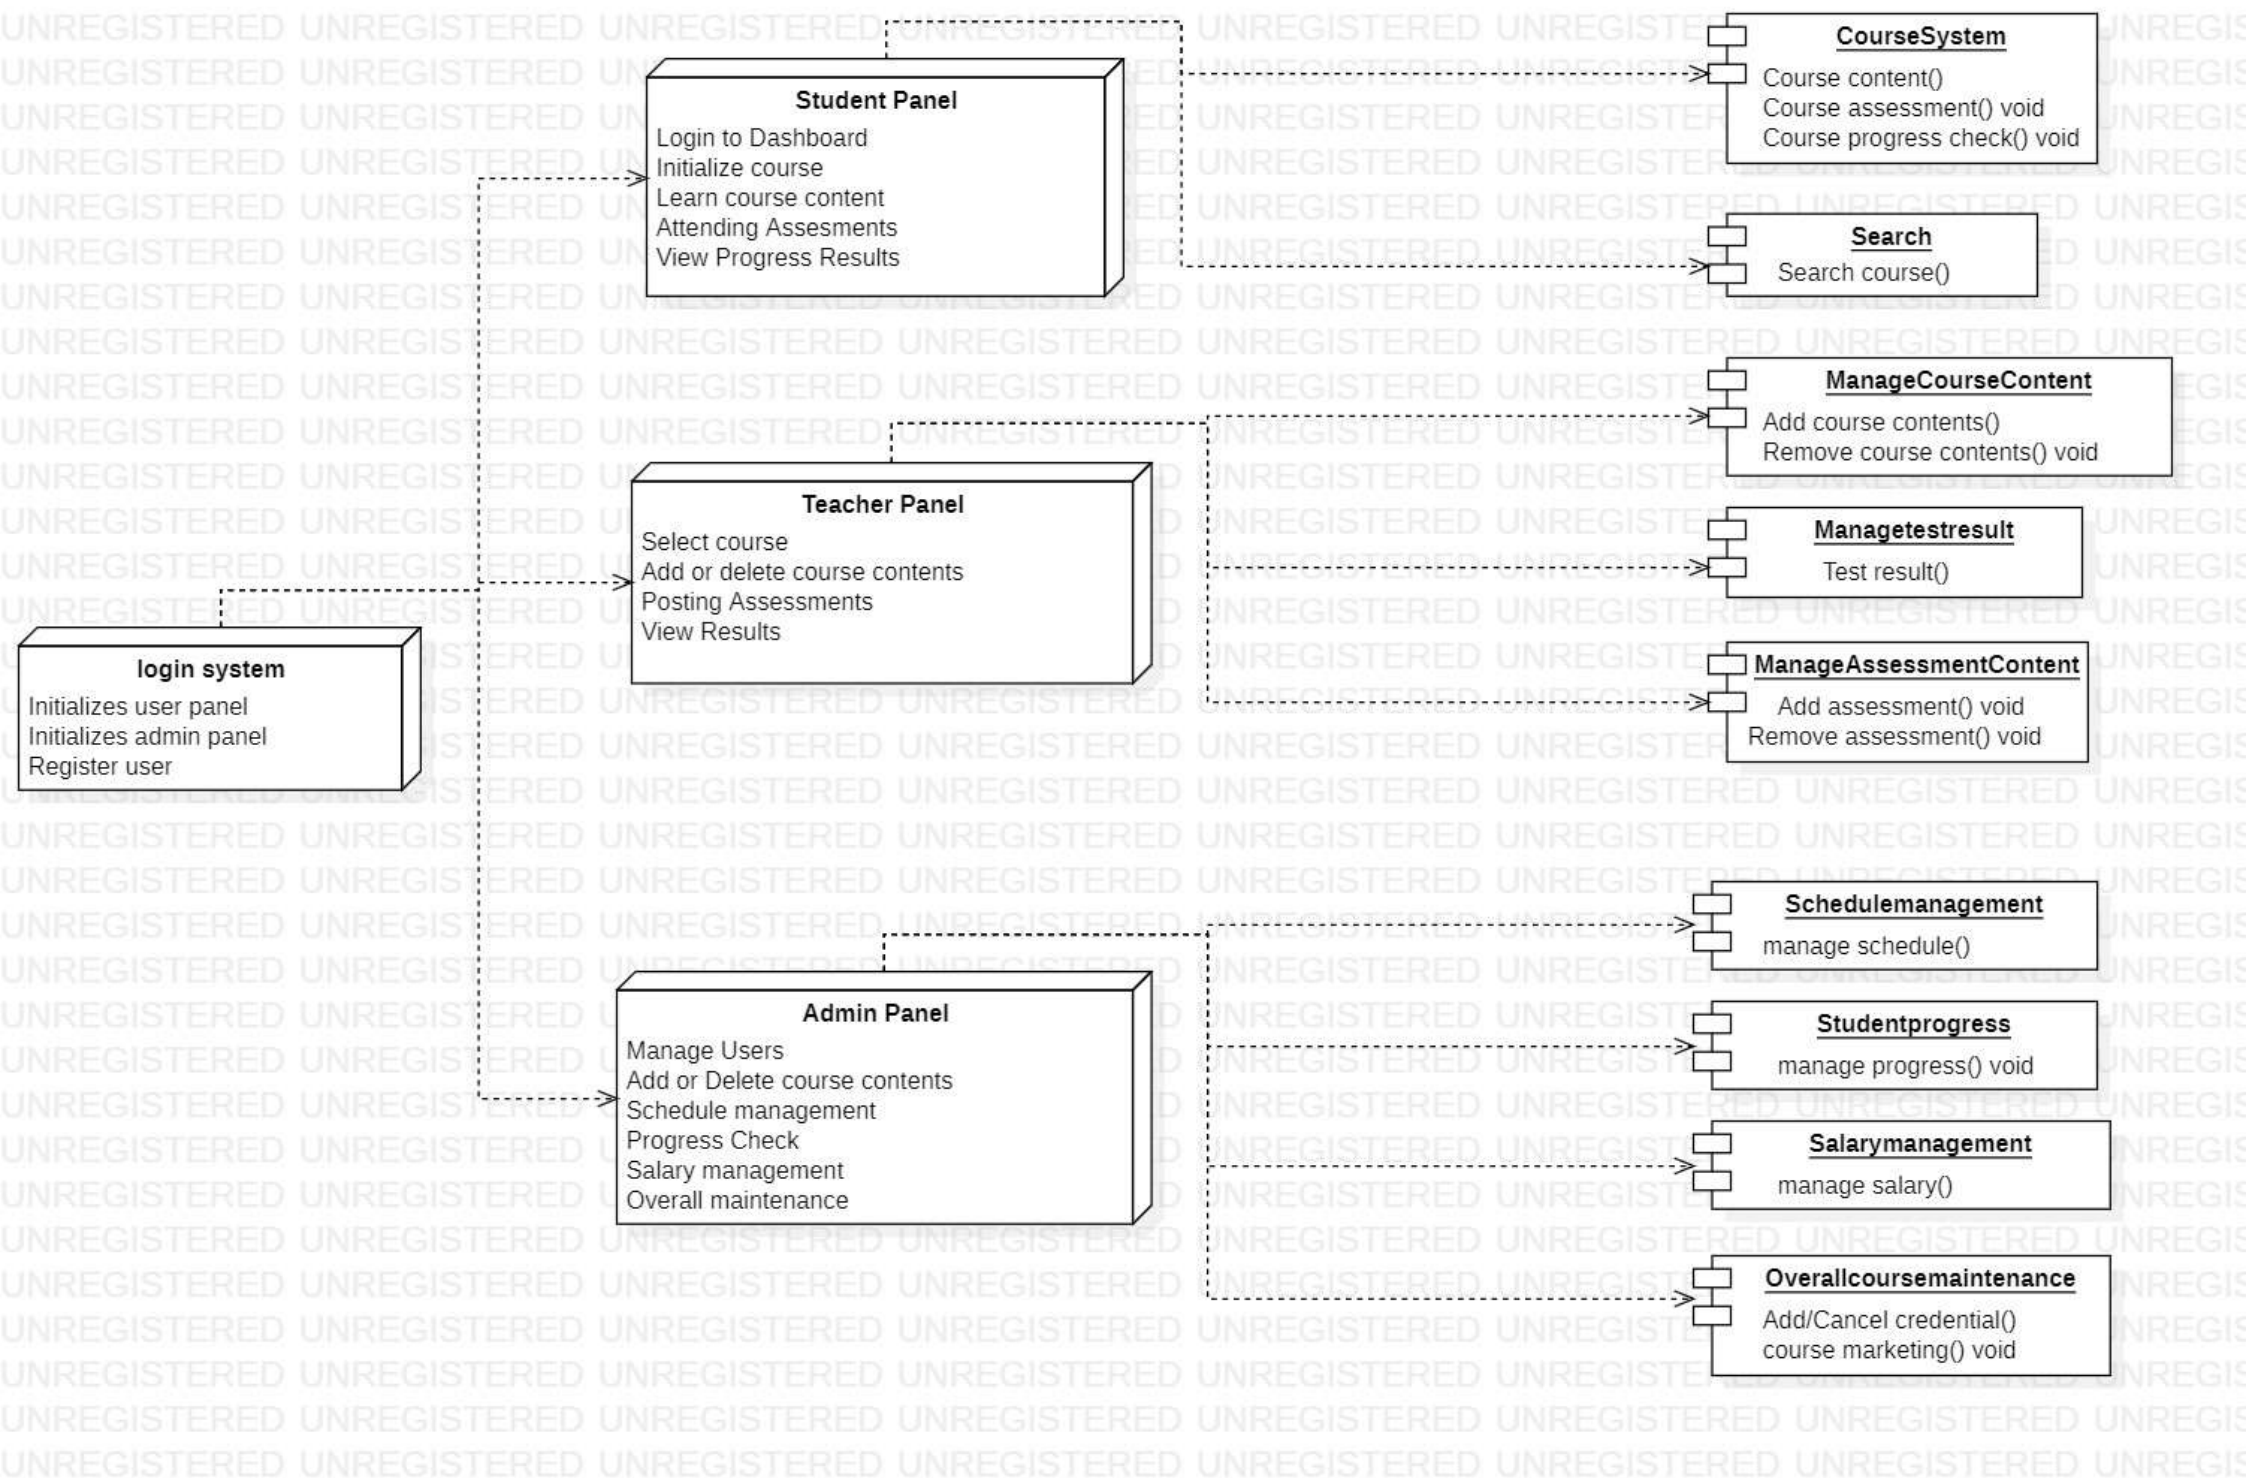 login system
Initializes user panel
Initializes admin panel
Register user
Student Panel
Login to Dashboard
Initialize course
Learn course content
Attending Assesments
View Progress Results
Teacher Panel
Select course
Add or delete course contents
Posting Assessments
View Results
Admin Panel
Manage Users
Add or Delete course contents
Schedule management
Progress Check
Salary management
Overall maintenance
CourseSystem
Course content()
Course assessment() void
Course progress check() void
Search
Search course()
ManageCourseContent
Add course contents()
Remove course contents() void
Managetestresult
Test result()
ManageAssessmentContent
Add assessment() void
Remove assessment() void
Schedulemanagement
manage schedule()
Studentprogress
manage progress() void
Salarymanagement
manage salary()
Overallcoursemaintenance
Add/Cancel credential()
course marketing() void
UNREGISTERED